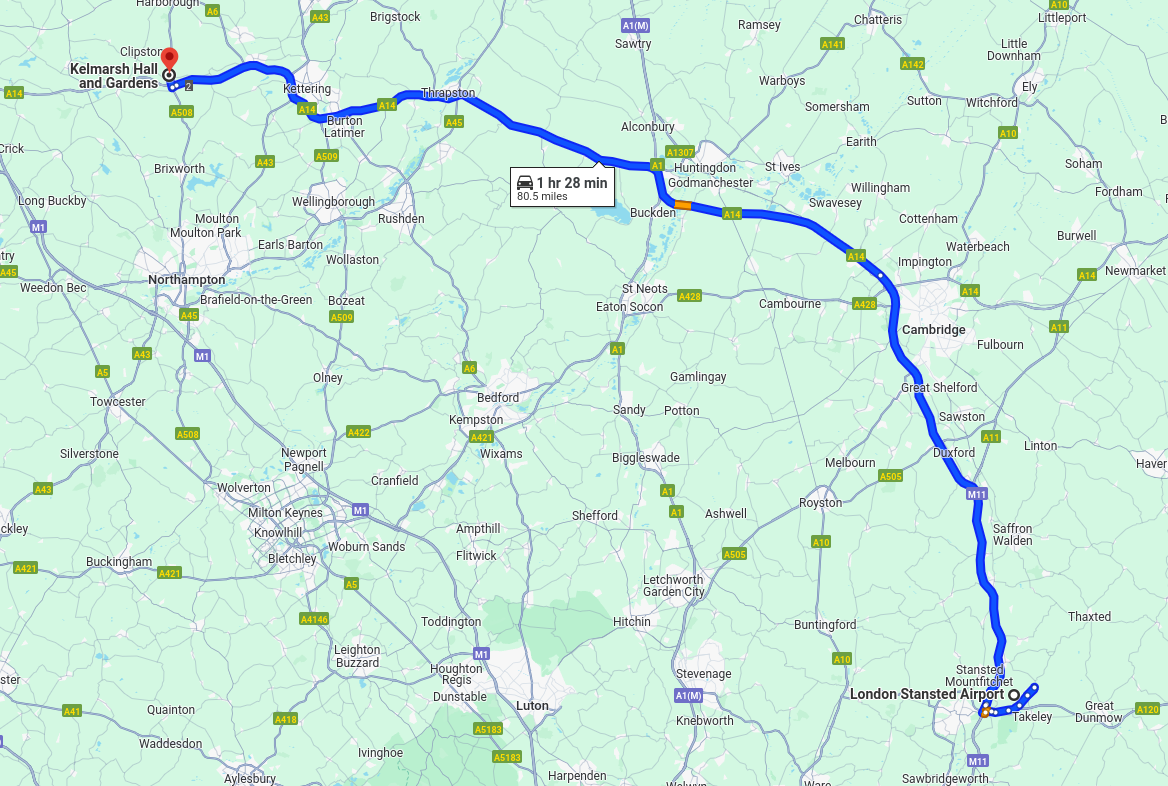 Harborough
A6
A43
Brigstock
A1(M)
Sawtry
Ramsey
Chatteris
A10
Littleport
A141
Little
Downham
A142
Clipston
Kelmarsh Hall
and Gardens
2
A14
A508
Kettering
A14
Burton
Latimer
A14
Thrapston
A45
Warboys
Somersham
Sutton
Witchford
Ely
A10
Alconbury
A1307
A1
Huntingdon
Godmanchester
St Ives
Earith
Willingham
Soham
Fordham
Crick
Brixworth
A43
A509
Long Buckby
Wellingborough
Rushden
1 hr 28 min
80.5 miles
Buckden
A14
Swavesey
Cottenham
Waterbeach
Burwell
M1
Moulton
Moulton Park
Earls Barton
Wollaston
A14
Impington
A14
A14
Newmarket
try
A45
Weedon Bec
Northampton
Brafield-on-the-Green
Bozeat
A509
A45
St Neots
Eaton Socon
A428
Cambourne
A428
Cambridge
A11
Fulbourn
A43
M1
A5
A1
A6
Olney
Towcester
Bedford
Kempston
A421
Wixams
Gamlingay
Sandy
Potton
Great Shelford
Sawston
A11
Linton
Duxford
A508
A422
Silverstone
Newport
Pagnell
Biggleswade
Melbourn
A505
Haver
A43
Wolverton
Cranfield
A1
M11
Milton Keynes
M1
A1
Royston
ckley
Knowlhill
Ampthill
Shefford
Ashwell
Saffron
Walden
Woburn Sands
Bletchley
Flitwick
A505
A10
Buckingham
A421
A421
A5
Letchworth
Garden City
A4146
Toddington
Hitchin
Buntingford
Thaxted
Leighton
Buzzard
M1
Houghton
Regis
A10
ster
Stevenage
Stansted
Mountfitchet
Dunstable
A1(M)
London Stansted Airport
Luton
A41
Quainton
A418
A5183
Knebworth
Takeley
Great
Dunmow
A120
Waddesdon
Ivinghoe
A5183
M11
Aylesbury
Harpenden
Welwyn
Ware
Sawbridgeworth